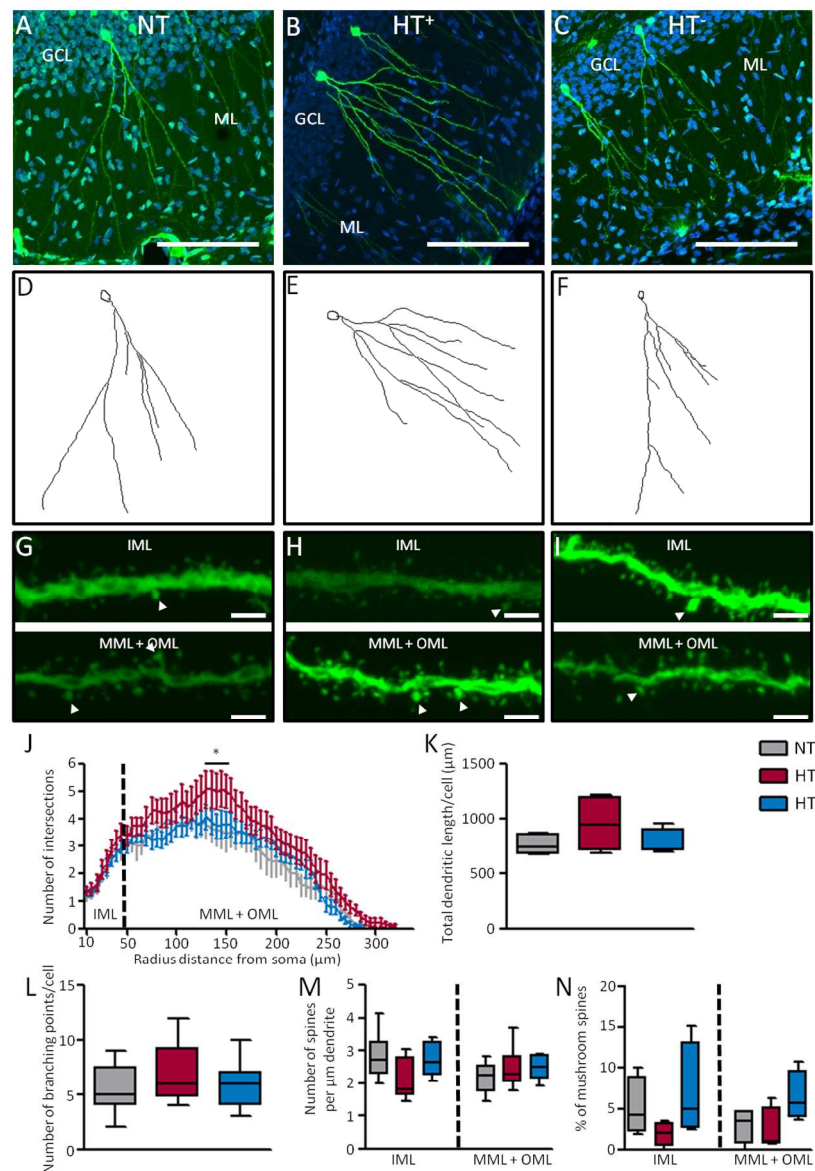 A NT
GCL
ML
B HT+
GCL
ML
C HT-
GCL
ML
D
E
F
G IML
MML + OML
H IML
MML + OML
I IML
MML + OML
J
Number of intersections
6
5
4
3
2
1
0
*
IML
MML + OML
10 50 100 150 200 250 300
Radius distance from soma (µm)
K
Total dendritic length/cell (µm)
1500
1000
500
0
NT
HT
HT
L
Number of branching points/cell
15
10
5
0
M
Number of spines
per µm dendrite
5
4
3
2
1
0
IML
MML + OML
N
% of mushroom spines
20
15
10
5
0
IML
MML + OML